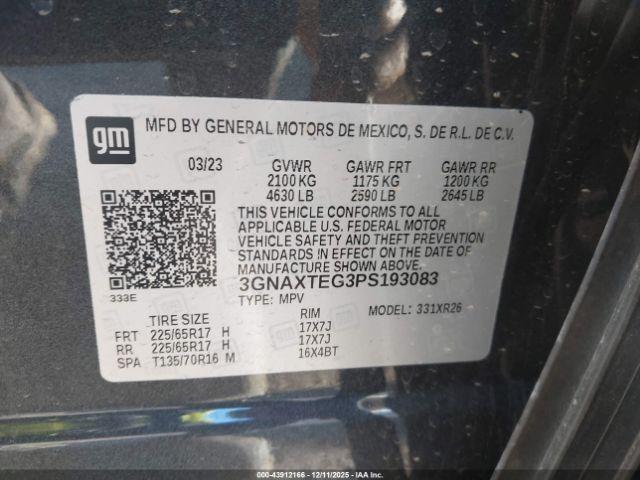 gm
MFD BY GENERAL MOTORS DE MEXICO, S. DE R.L. DE C.V.
03/23 GVWR GAWR FRT GAWR RR
2100 KG 1175 KG 1200 KG
4630 LB 2590 LB 2645 LB
THIS VEHICLE CONFORMS TO ALL
APPLICABLE U.S. FEDERAL MOTOR
VEHICLE SAFETY AND THEFT PREVENTION
STANDARDS IN EFFECT ON THE DATE OF
MANUFACTURE SHOWN ABOVE.
3GNAXTEG3PS193083
333E
TYPE: MPV MODEL: 331XR26
TIRE SIZE RIM
FRT 225/65R17 H 17X7J
RR 225/65R17 H 17X7J
SPA T135/70R16 M 16X4BT
000-43912166 - 12/11/2025 - IAAI.CA